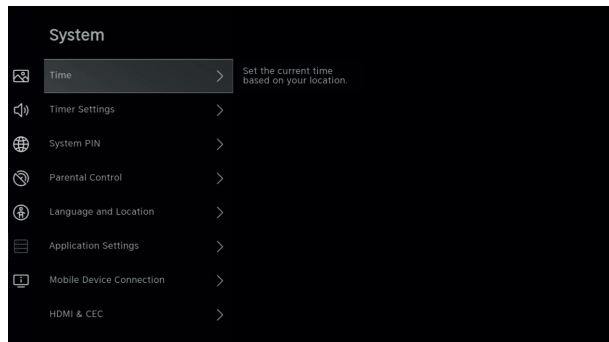 System
Time
Set the current time
based on your location.
Timer Settings
System PIN
Parental Control
Language and Location
Application Settings
Mobile Device Connection
HDMI & CEC